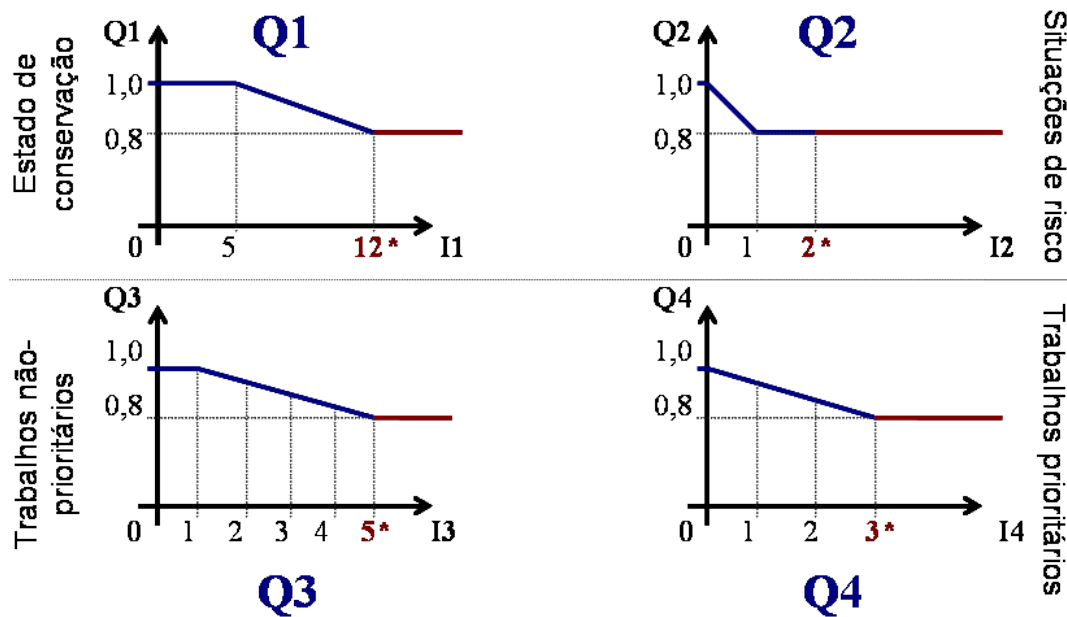 Estado de
conservação
Q1
Q1
1,0
0,8
0
5
12*
I1
Q2
Q2
1,0
0,8
0
1
2*
I2
Situações de risco
Trabalhos não-
prioritários
Q3
1,0
0,8
0
1
2
3
4
5*
I3
Q3
Q4
1,0
0,8
0
1
2
3*
I4
Q4
Trabalhos prioritários